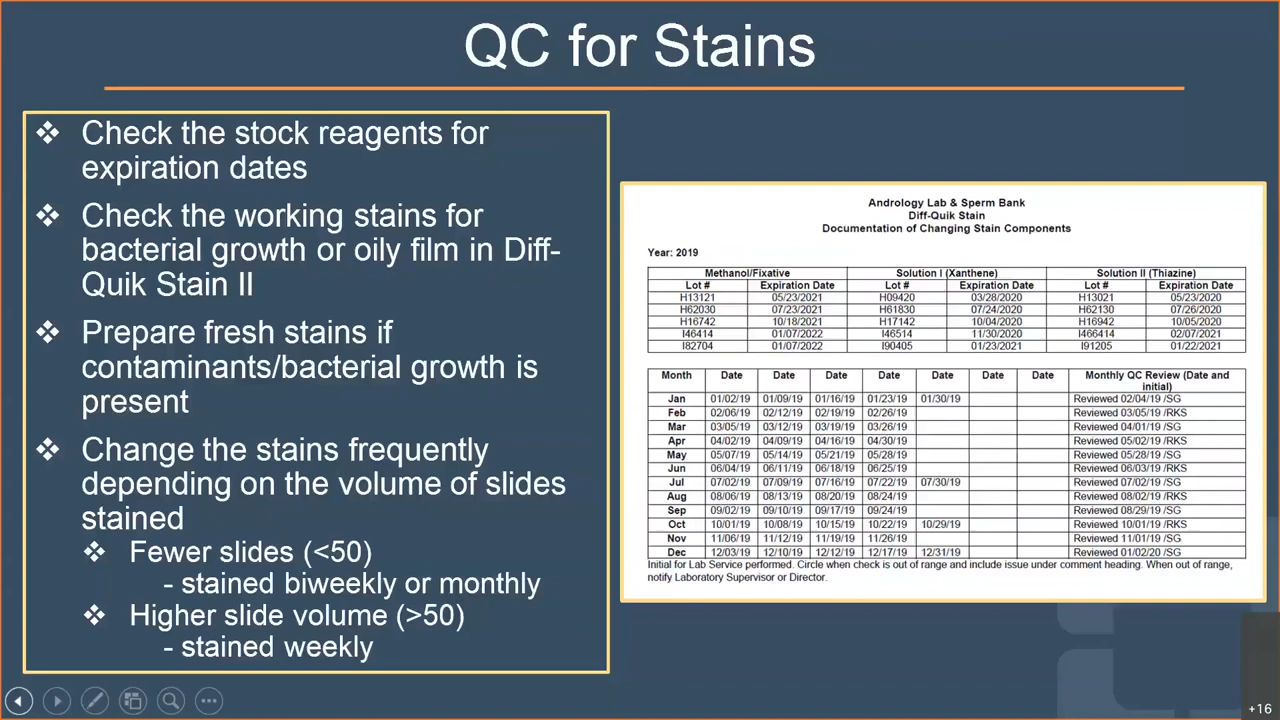 QC for Stains
❖ Check the stock reagents for
expiration dates
❖ Check the working stains for
bacterial growth or oily film in Diff-
Quik Stain II
❖ Prepare fresh stains if
contaminants/bacterial growth is
present
❖ Change the stains frequently
depending on the volume of slides
stained
❖ Fewer slides (<50)
- stained biweekly or monthly
❖ Higher slide volume (>50)
- stained weekly
Andrology Lab & Sperm Bank
Diff-Quik Stain
Documentation of Changing Stain Components
Year: 2019
Methanol/Fixative Solution I (Xanthene) Solution II (Thiazine)
Lot # Expiration Date Lot # Expiration Date Lot # Expiration Date
H13121 05/23/2021 H09420 03/28/2020 H13021 05/23/2020
H62030 07/23/2021 H61830 07/24/2020 H62130 07/26/2020
H16742 10/18/2021 H17142 10/04/2020 H16942 10/05/2020
I46414 01/07/2022 I46514 11/30/2020 I46614 02/07/2021
I82704 01/07/2022 I90405 01/23/2021 I91205 01/22/2021
Month Date Date Date Date Date Date Date Monthly QC Review (Date and
initial)
Jan 01/02/19 01/09/19 01/16/19 01/23/19 01/30/19 Reviewed 02/04/19 /SG
Feb 02/06/19 02/12/19 02/19/19 02/26/19 Reviewed 03/05/19 /RKS
Mar 03/05/19 03/12/19 03/19/19 03/26/19 Reviewed 04/01/19 /SG
Apr 04/02/19 04/09/19 04/16/19 04/30/19 Reviewed 05/02/19 /RKS
May 05/07/19 05/14/19 05/21/19 05/28/19 Reviewed 05/28/19 /SG
Jun 06/04/19 06/11/19 06/18/19 06/25/19 Reviewed 06/03/19 /RKS
Jul 07/02/19 07/09/19 07/16/19 07/22/19 07/30/19 Reviewed 07/02/19 /SG
Aug 08/06/19 08/13/19 08/20/19 08/24/19 Reviewed 08/02/19 /RKS
Sep 09/02/19 09/10/19 09/17/19 09/24/19 Reviewed 08/29/19 /SG
Oct 10/01/19 10/08/19 10/15/19 10/22/19 10/29/19 Reviewed 10/01/19 /RKS
Nov 11/06/19 11/12/19 11/19/19 11/26/19 Reviewed 11/01/19 /SG
Dec 12/03/19 12/10/19 12/12/19 12/17/19 12/31/19 Reviewed 01/02/20 /SG
Initial for Lab Service performed. Circle when check is out of range and include issue under comment heading. When out of range,
notify Laboratory Supervisor or Director.
+16